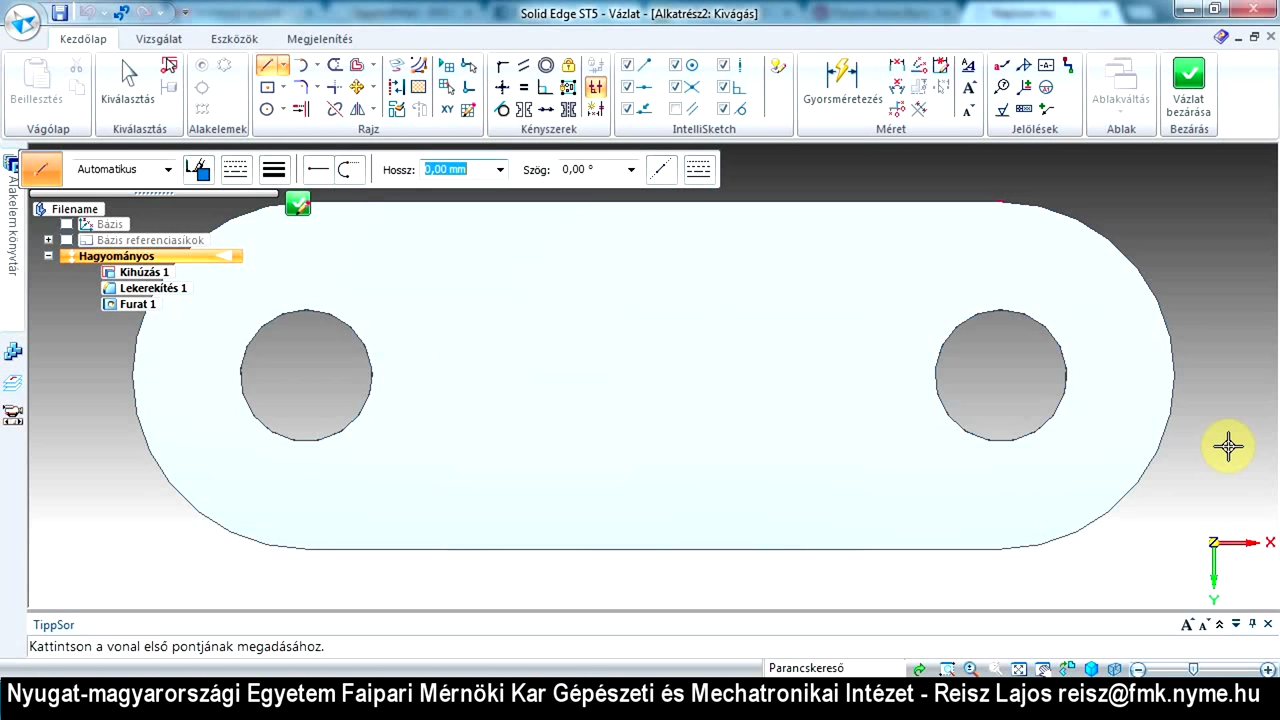 Solid Edge ST5 - Vázlat - [Alkatrész2: Kivágás]
Kezdőlap Vizsgálat Eszközök Megjelenítés
Beillesztés Kiválasztás Gyorsméretezés Ablakváltás Vázlat bezárása
Vágólap Kiválasztás Alakelemek Rajz Kényszerek IntelliSketch Méret Jelölések Ablak Bezárás
Automatikus Hossz: 0,00 mm Szög: 0,00 °
Filename
Bázis
Bázis referenciasíkok
Hagyományos
Kihúzás 1
Lekerekítés 1
Furat 1
X
Y
Z
TippSor
Kattintson a vonal első pontjának megadásához.
Parancskereső
Nyugat-magyarországi Egyetem Faipari Mérnöki Kar Gépészeti és Mechatronikai Intézet - Reisz Lajos reisz@fmk.nyme.hu